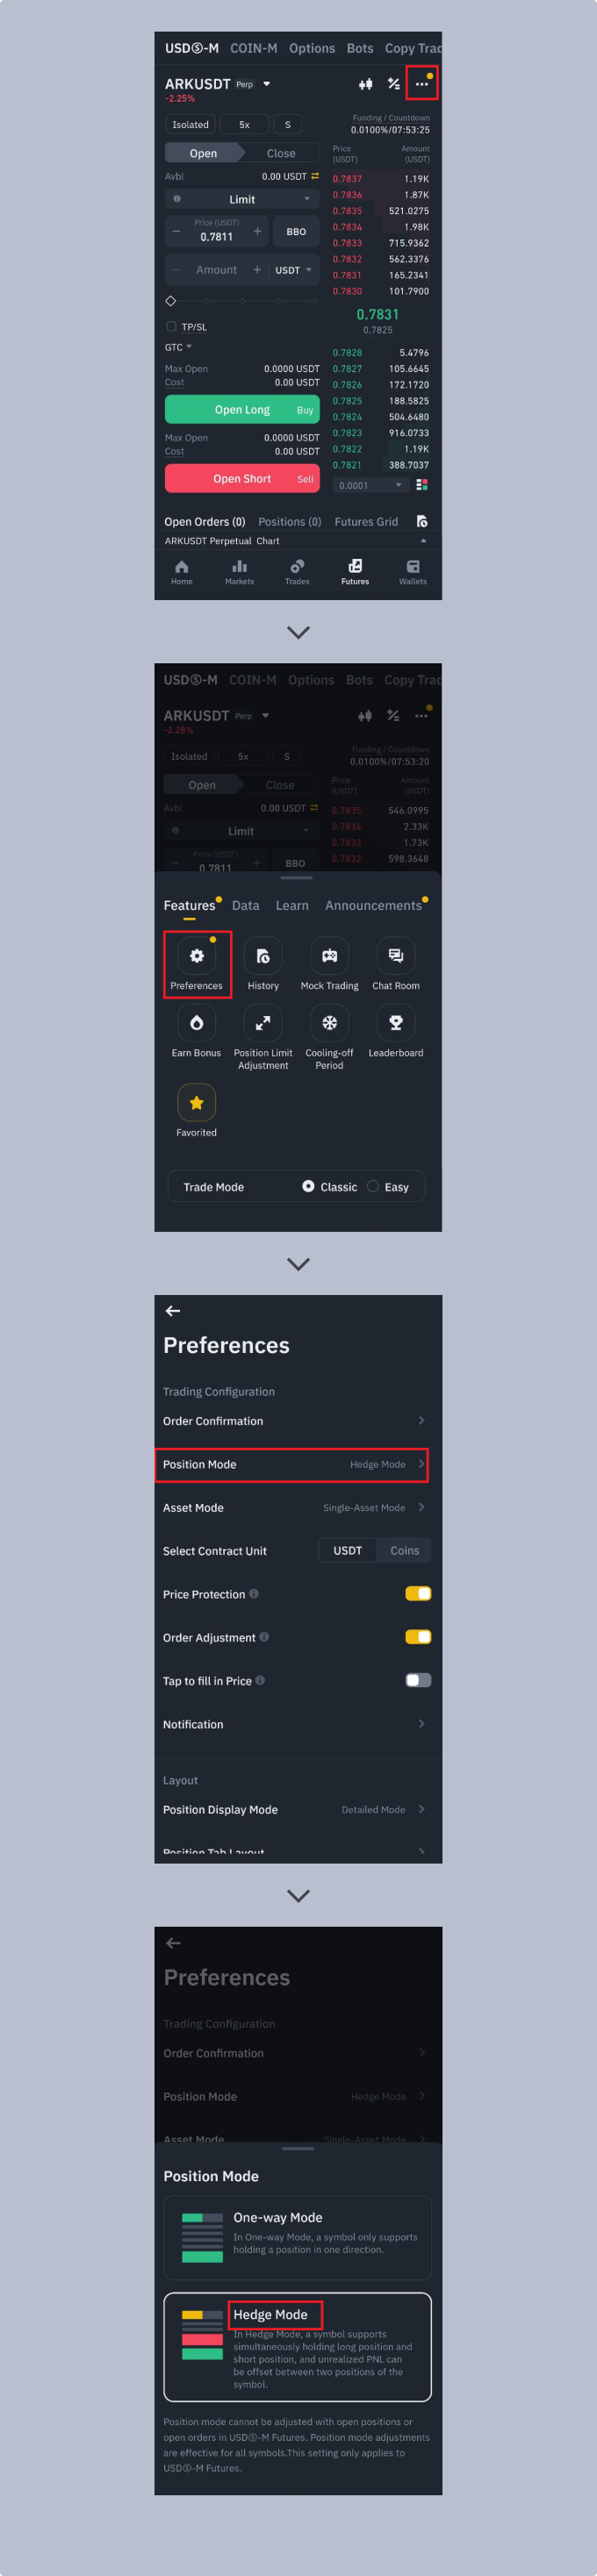 USDⓈ-M COIN-M Options Bots Copy Trad
ARKUSDT Perp
-2.25%
Isolated 5x S
Funding / Countdown
0.0100%/07:53:25
Open Close
Price (USDT) Amount (USDT)
Avbl 0.00 USDT
0.7837 1.19K
Limit
0.7836 1.87K
0.7835 521.0275
Price (USDT)
0.7811
BBO
0.7834 1.98K
0.7833 715.9362
0.7832 562.3376
Amount USDT
0.7831 165.2341
0.7830 101.7900
0.7831
0.7825
TP/SL
GTC
0.7828 5.4796
Max Open 0.0000 USDT
0.7827 105.6645
Cost 0.00 USDT
0.7826 172.1720
0.7825 188.5825
Open Long Buy
0.7824 504.6480
0.7823 916.0733
Max Open 0.0000 USDT
0.7822 1.19K
Cost 0.00 USDT
0.7821 388.7037
Open Short Sell
0.0001
Open Orders (0) Positions (0) Futures Grid
ARKUSDT Perpetual Chart
Home Markets Trades Futures Wallets
USDⓈ-M COIN-M Options Bots Copy Trad
ARKUSDT Perp
-2.28%
Isolated 5x S
Funding / Countdown
0.0100%/07:53:20
Open Close
Price (USDT) Amount (USDT)
Avbl 0.00 USDT
0.7835 546.0995
Limit
0.7834 2.33K
0.7833 1.73K
Price (USDT)
0.7811
BBO
0.7832 598.3648
Features Data Learn Announcements
Preferences History Mock Trading Chat Room
Earn Bonus Position Limit Adjustment Cooling-off Period Leaderboard
Favorited
Trade Mode Classic Easy
Preferences
Trading Configuration
Order Confirmation
Position Mode Hedge Mode
Asset Mode Single-Asset Mode
Select Contract Unit USDT Coins
Price Protection
Order Adjustment
Tap to fill in Price
Notification
Layout
Position Display Mode Detailed Mode
Position Tab Layout
Preferences
Trading Configuration
Order Confirmation
Position Mode Hedge Mode
Asset Mode Single-Asset Mode
Position Mode
One-way Mode
In One-way Mode, a symbol only supports
holding a position in one direction.
Hedge Mode
In Hedge Mode, a symbol supports
simultaneously holding long position and
short position, and unrealized PNL can
be offset between two positions of the
symbol.
Position mode cannot be adjusted with open positions or
open orders in USDⓈ-M Futures. Position mode adjustments
are effective for all symbols.This setting only applies to
USDⓈ-M Futures.